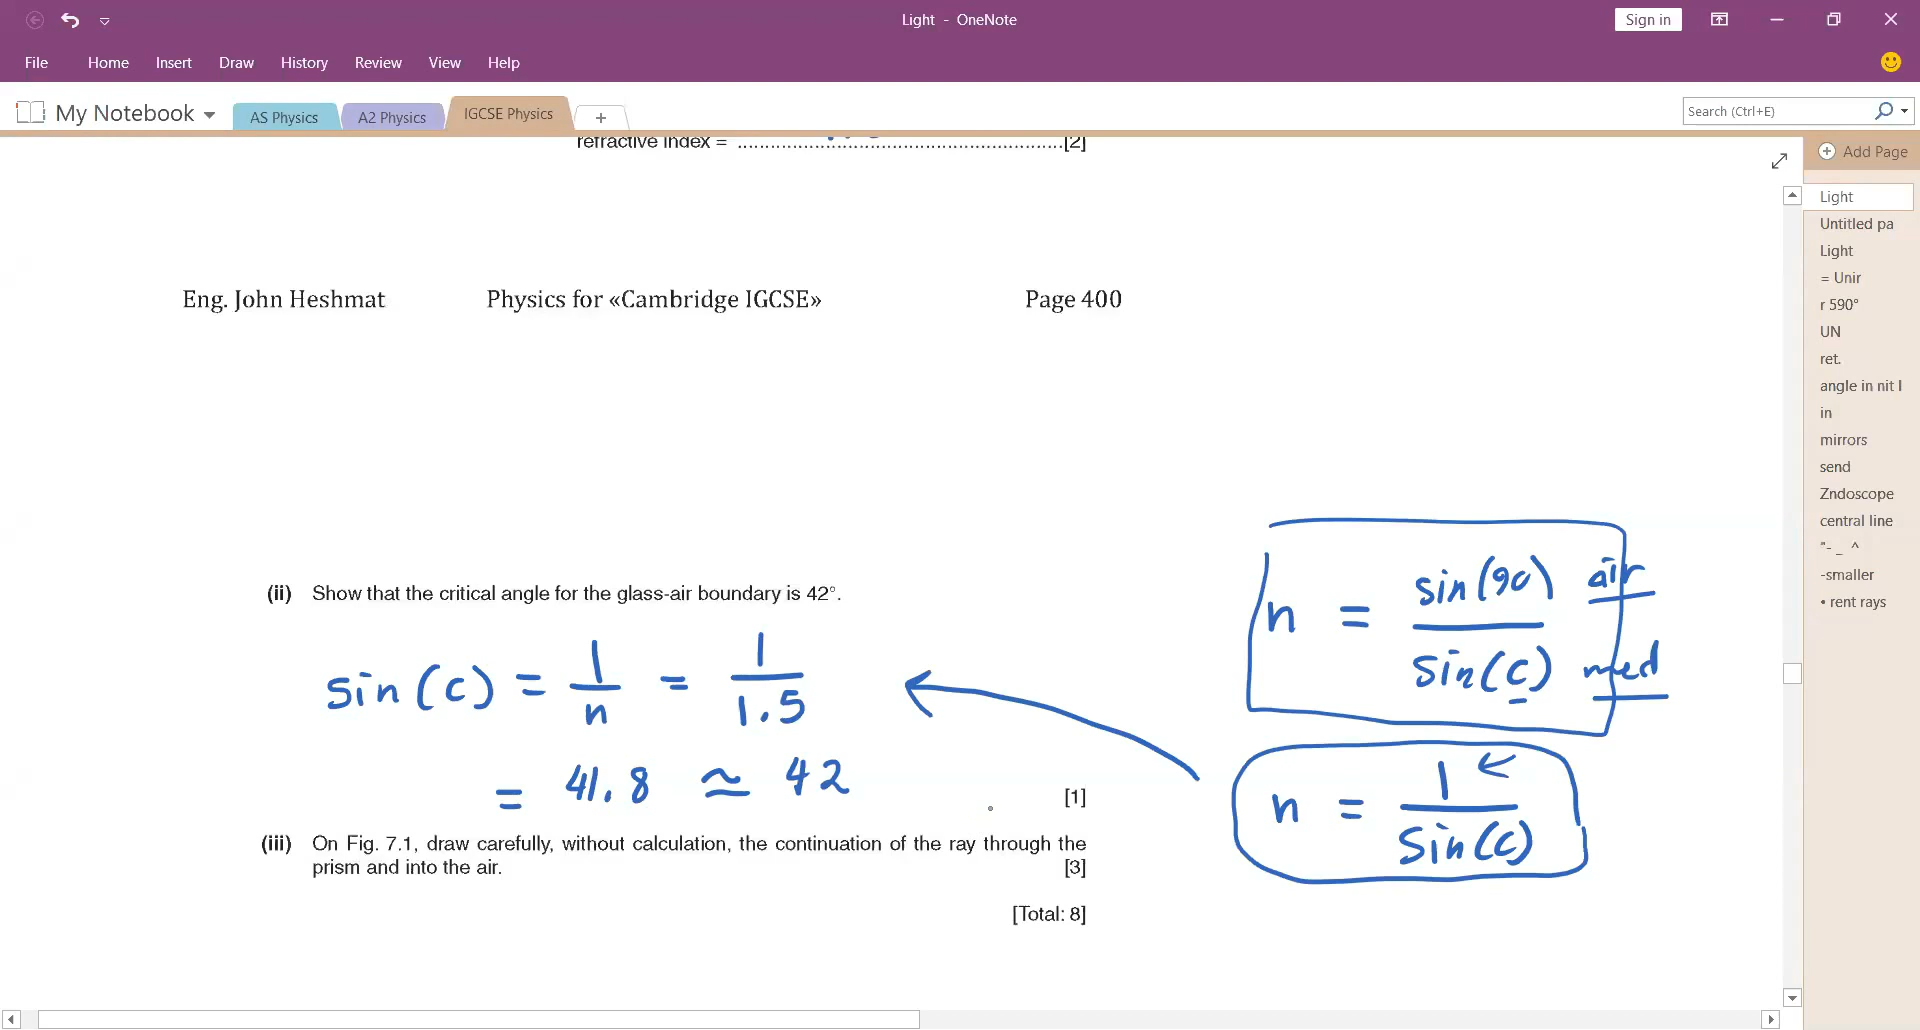 Light - OneNote
Sign in
File Home Insert Draw History Review View Help
My Notebook AS Physics A2 Physics IGCSE Physics +
Search (Ctrl+E)
refractive index = ............................................................[2]
Add Page
Light
Untitled pa
Light
= Unir
r 590°
UN
ret.
angle in nit I
in
mirrors
send
Zndoscope
central line
"- _ ^
-smaller
• rent rays
Eng. John Heshmat Physics for «Cambridge IGCSE» Page 400
(ii) Show that the critical angle for the glass-air boundary is 42°.
sin(c) = 1/n = 1/1.5
= 41.8 ≃ 42
[1]
(iii) On Fig. 7.1, draw carefully, without calculation, the continuation of the ray through the
prism and into the air. [3]
[Total: 8]
n = sin(90) air / sin(c) med
n = 1 / sin(c)